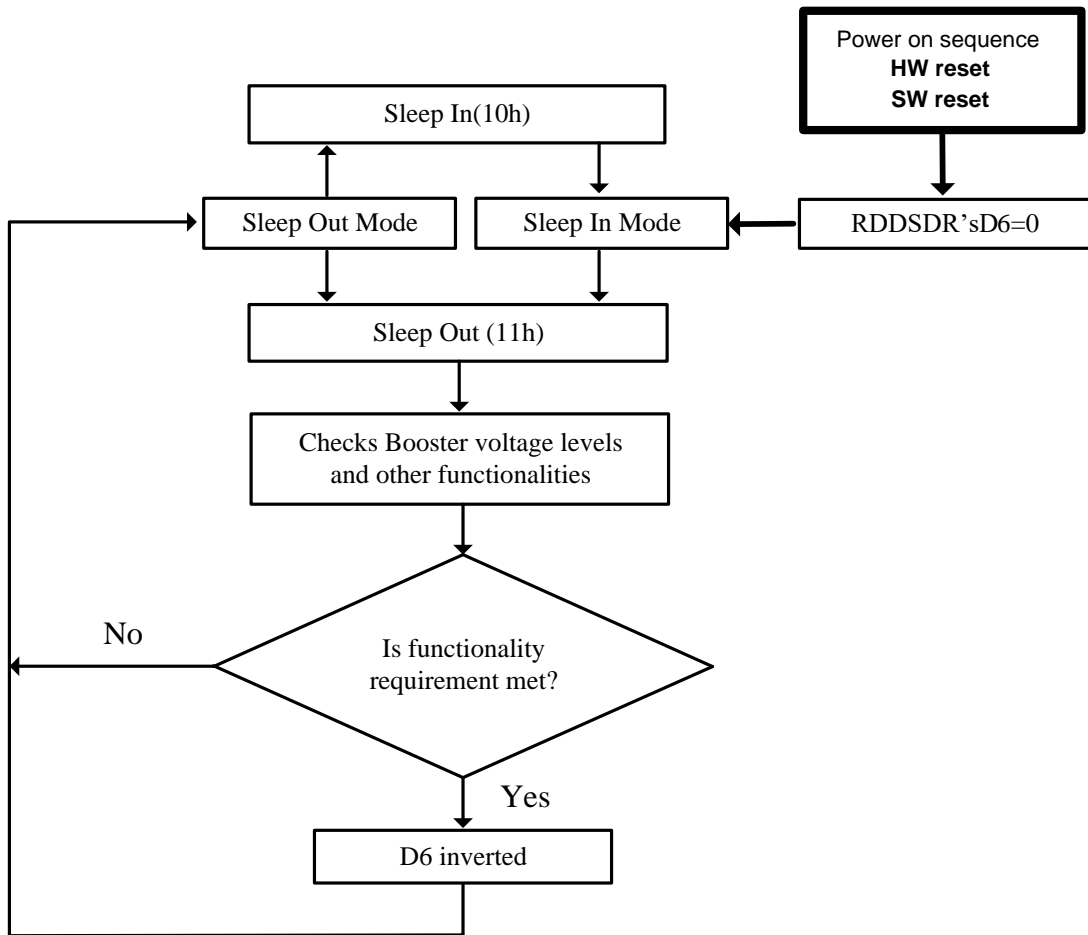 Power on sequence
HW reset
SW reset
Sleep In(10h)
Sleep Out Mode
Sleep In Mode
RDDSDR’sD6=0
Sleep Out (11h)
Checks Booster voltage levels
and other functionalities
No
Is functionality
requirement met?
Yes
D6 inverted